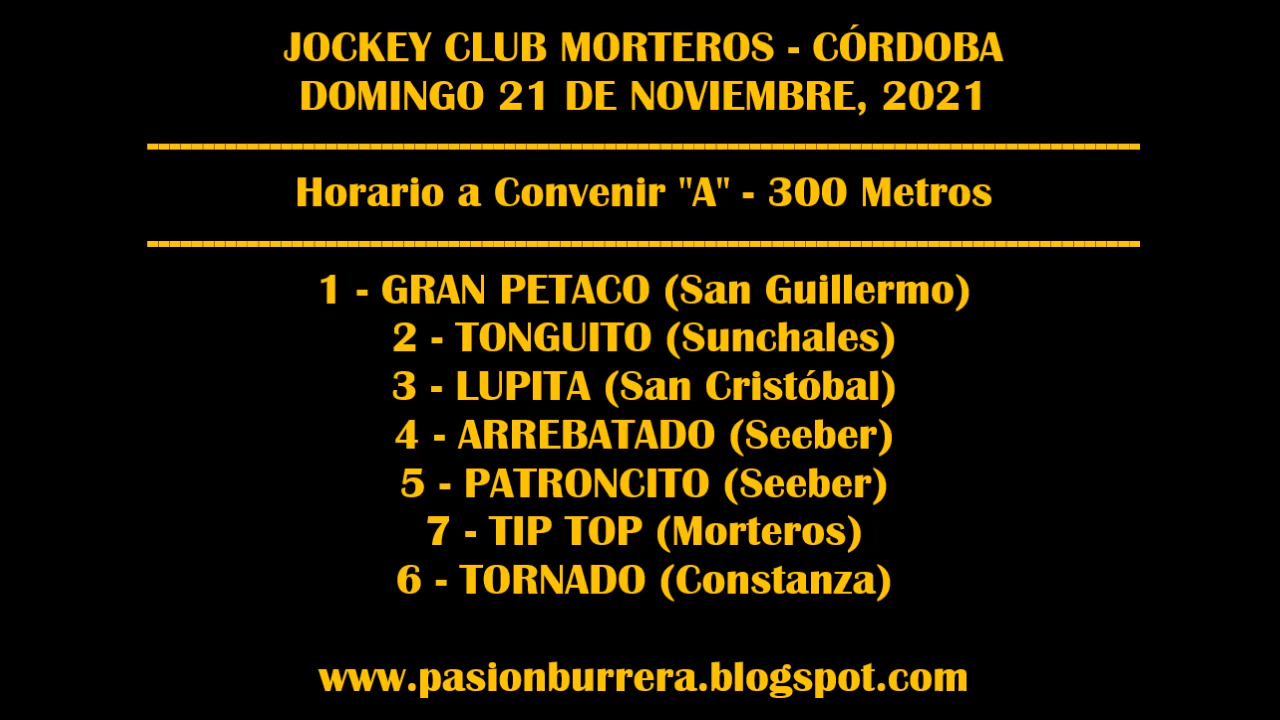 JOCKEY CLUB MORTEROS - CÓRDOBA
DOMINGO 21 DE NOVIEMBRE, 2021
Horario a Convenir "A" - 300 Metros
1 - GRAN PETACO (San Guillermo)
2 - TONGUITO (Sunchales)
3 - LUPITA (San Cristóbal)
4 - ARREBATADO (Seeber)
5 - PATRONCITO (Seeber)
7 - TIP TOP (Morteros)
6 - TORNADO (Constanza)
www.pasionburrera.blogspot.com